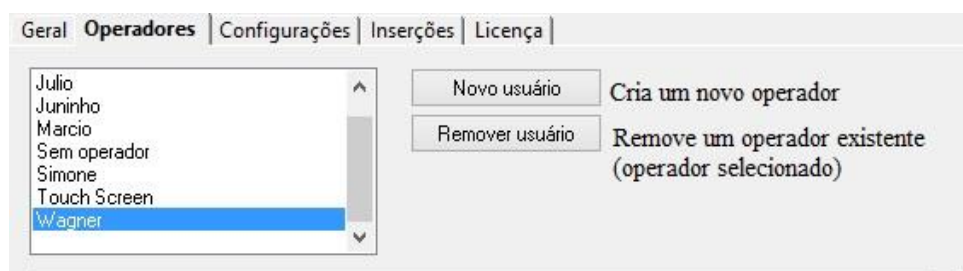 Geral Operadores Configurações Inserções Licença
Julio
Juninho
Marcio
Sem operador
Simone
Touch Screen
Wagner
Novo usuário Cria um novo operador
Remover usuário Remove um operador existente
(operador selecionado)